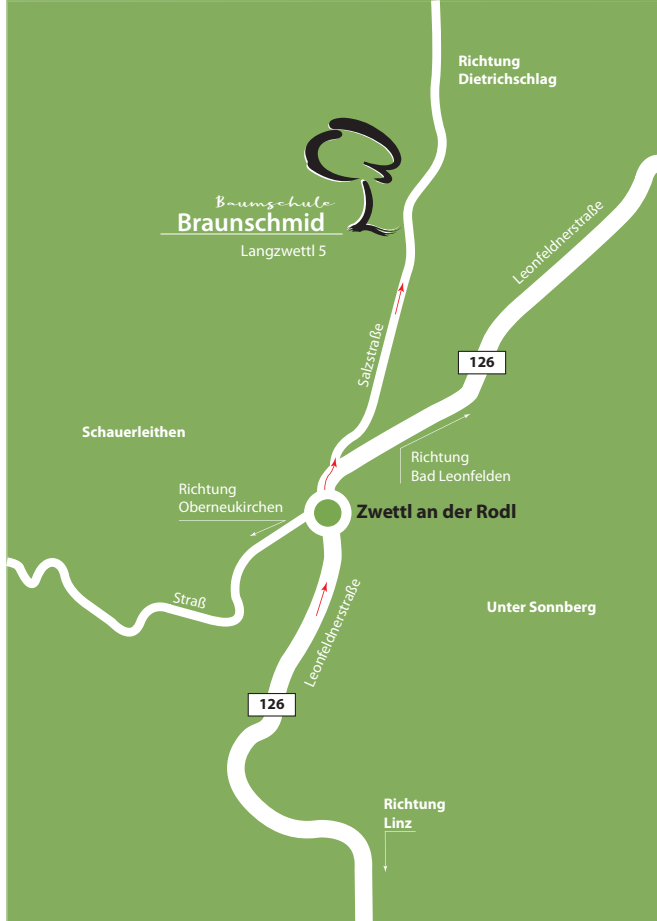 Richtung
Dietrichschlag
Baumschule
Braunschmid
Langzwettl 5
Leonfeldnerstraße
Salzstraße
126
Schauerleithen
Richtung
Bad Leonfelden
Richtung
Oberneukirchen
Zwettl an der Rodl
Straß
Leonfeldnerstraße
Unter Sonnberg
126
Richtung
Linz